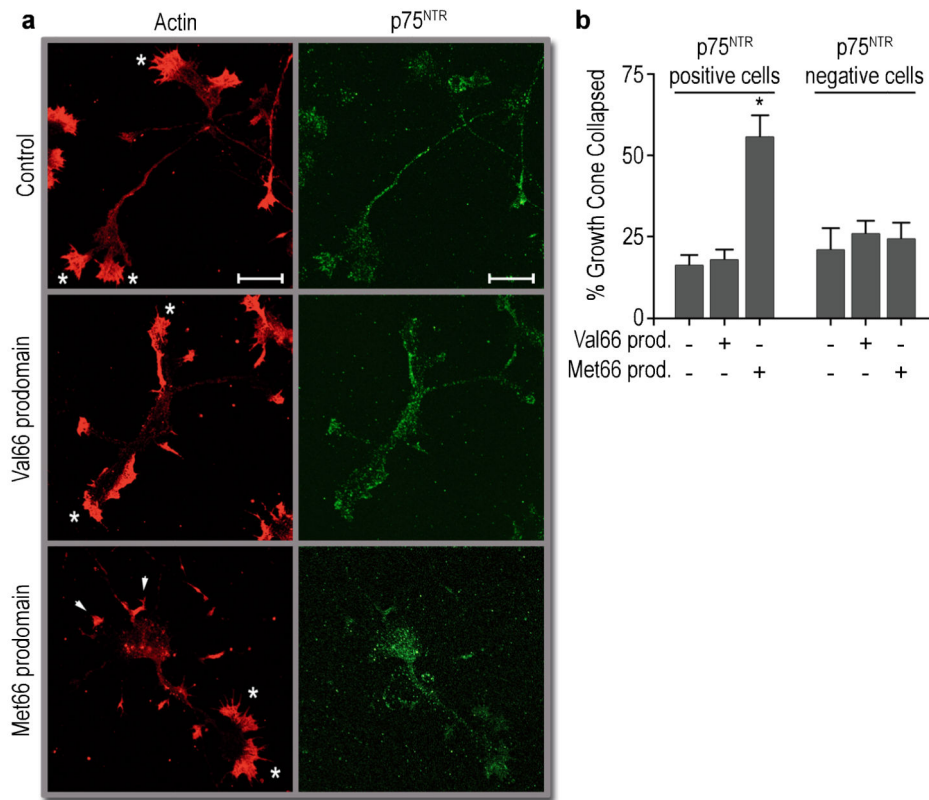 a
Actin
p75NTR
Control
*
*
*
Val66 prodomain
*
*
Met66 prodomain
*
*
b
p75NTR
positive cells
p75NTR
negative cells
% Growth Cone Collapsed
75
50
25
0
*
Val66 prod. - + - - + -
Met66 prod. - - + - - +